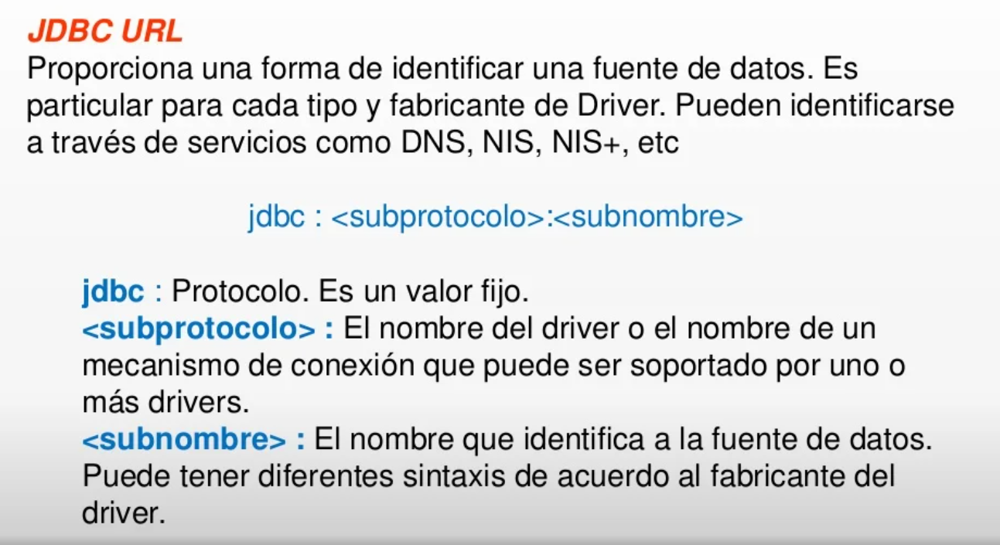 JDBC URL
Proporciona una forma de identificar una fuente de datos. Es
particular para cada tipo y fabricante de Driver. Pueden identificarse
a través de servicios como DNS, NIS, NIS+, etc
jdbc : <subprotocolo>:<subnombre>
jdbc : Protocolo. Es un valor fijo.
<subprotocolo> : El nombre del driver o el nombre de un
mecanismo de conexión que puede ser soportado por uno o
más drivers.
<subnombre> : El nombre que identifica a la fuente de datos.
Puede tener diferentes sintaxis de acuerdo al fabricante del
driver.